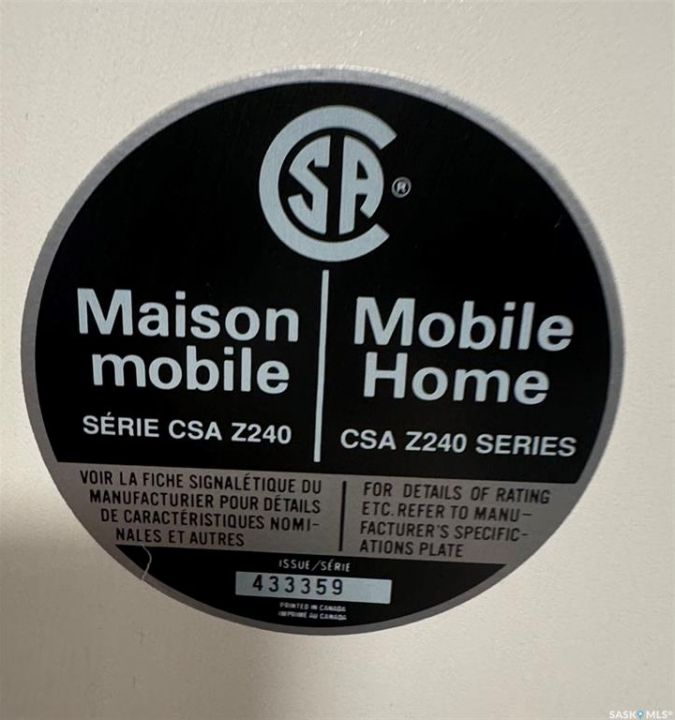 CSA®
Maison
mobile
SÉRIE CSA Z240
Mobile
Home
CSA Z240 SERIES
VOIR LA FICHE SIGNALÉTIQUE DU
MANUFACTURIER POUR DÉTAILS
DE CARACTÉRISTIQUES NOMI-
NALES ET AUTRES
FOR DETAILS OF RATING
ETC. REFER TO MANU-
FACTURER'S SPECIFIC-
ATIONS PLATE
ISSUE/SÉRIE
433359
PRINTED IN CANADA
IMPRIMÉ AU CANADA
SASK MLS®